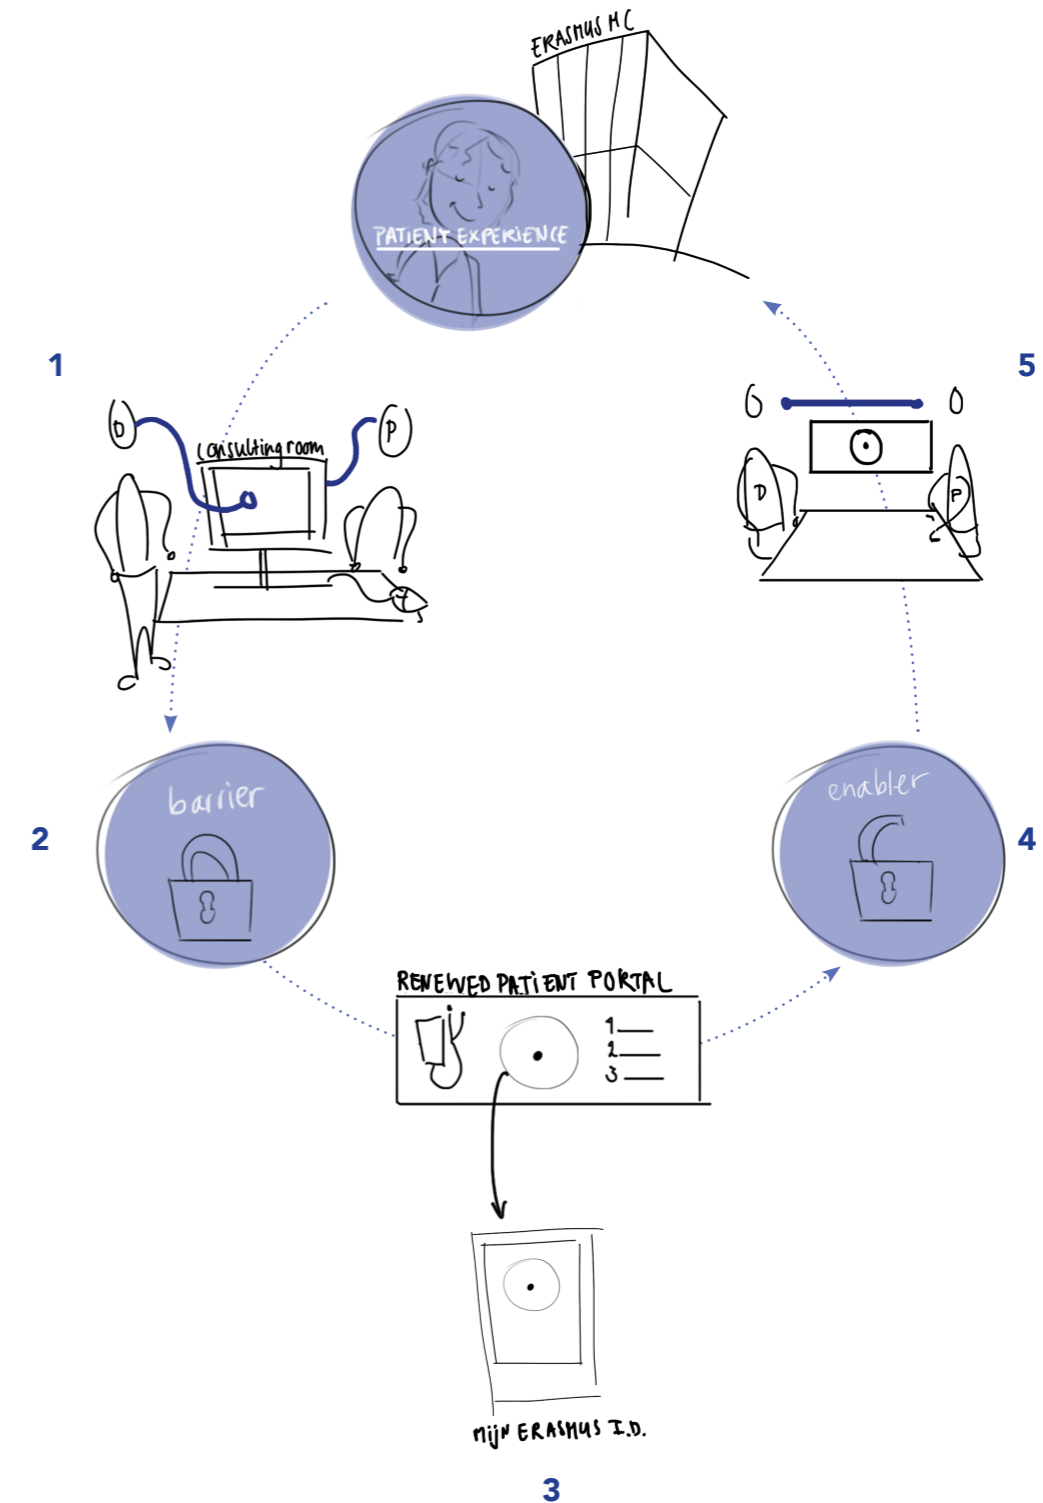 ERASMUS MC
PATIENT EXPERIENCE
1
D
P
consulting room
5
D
P
2
barrier
4
enabler
RENEWED PATIENT PORTAL
1
2
3
MijN ERASMUS I.D.
3